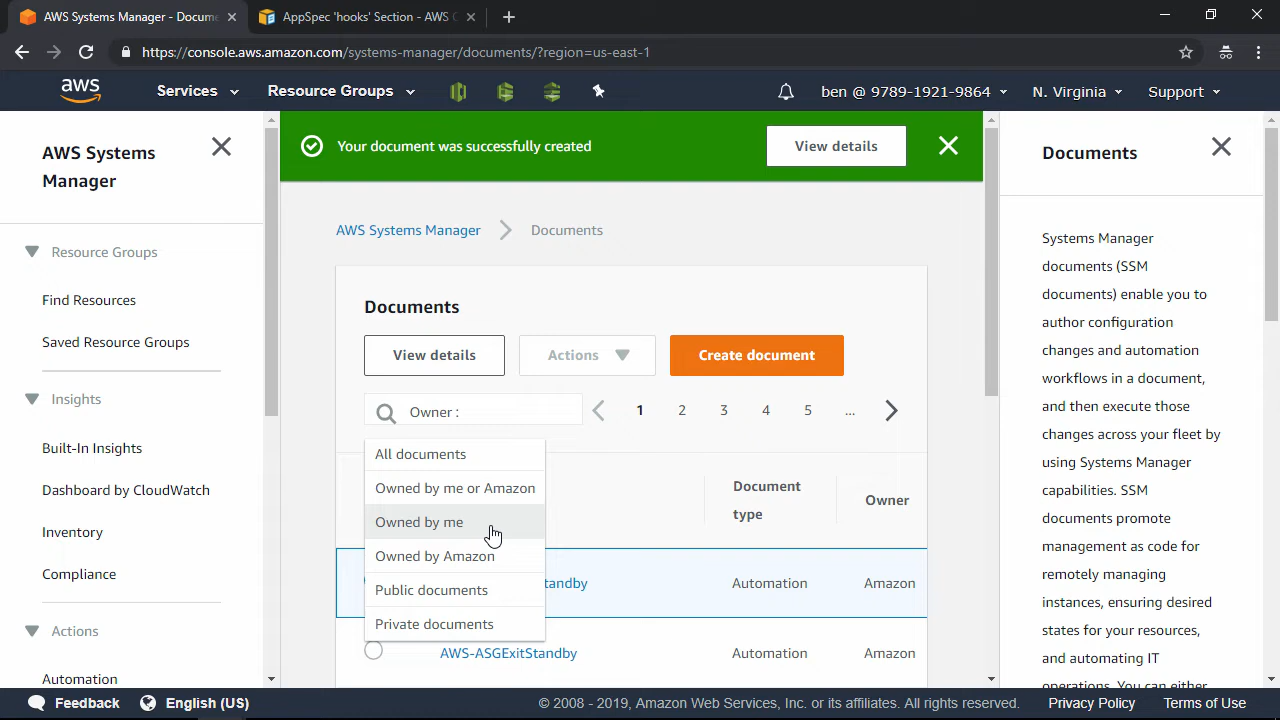 AWS Systems Manager - Docume
AppSpec 'hooks' Section - AWS C
https://console.aws.amazon.com/systems-manager/documents/?region=us-east-1
aws
Services
Resource Groups
ben @ 9789-1921-9864
N. Virginia
Support
AWS Systems
Manager
Resource Groups
Find Resources
Saved Resource Groups
Insights
Built-In Insights
Dashboard by CloudWatch
Inventory
Compliance
Actions
Automation
Your document was successfully created
View details
AWS Systems Manager
Documents
Documents
View details
Actions
Create document
Owner :
1
2
3
4
5
...
All documents
Owned by me or Amazon
Owned by me
Owned by Amazon
Public documents
Private documents
Document
type
Owner
tandby
Automation
Amazon
AWS-ASGExitStandby
Automation
Amazon
Documents
Systems Manager
documents (SSM
documents) enable you to
author configuration
changes and automation
workflows in a document,
and then execute those
changes across your fleet by
using Systems Manager
capabilities. SSM
documents promote
management as code for
remotely managing
instances, ensuring desired
states for your resources,
and automating IT
operations. You can either
Feedback
English (US)
© 2008 - 2019, Amazon Web Services, Inc. or its affiliates. All rights reserved.
Privacy Policy
Terms of Use